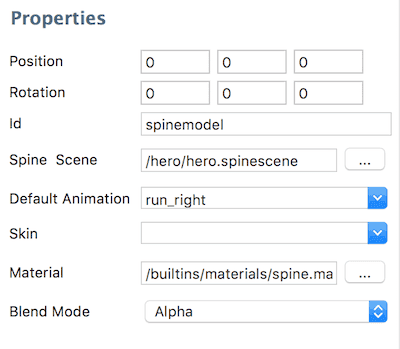 Properties
Position 0 0 0
Rotation 0 0 0
Id spinemodel
Spine Scene /hero/hero.spinescene ...
Default Animation run_right
Skin
Material /builtins/materials/spine.ma ...
Blend Mode Alpha